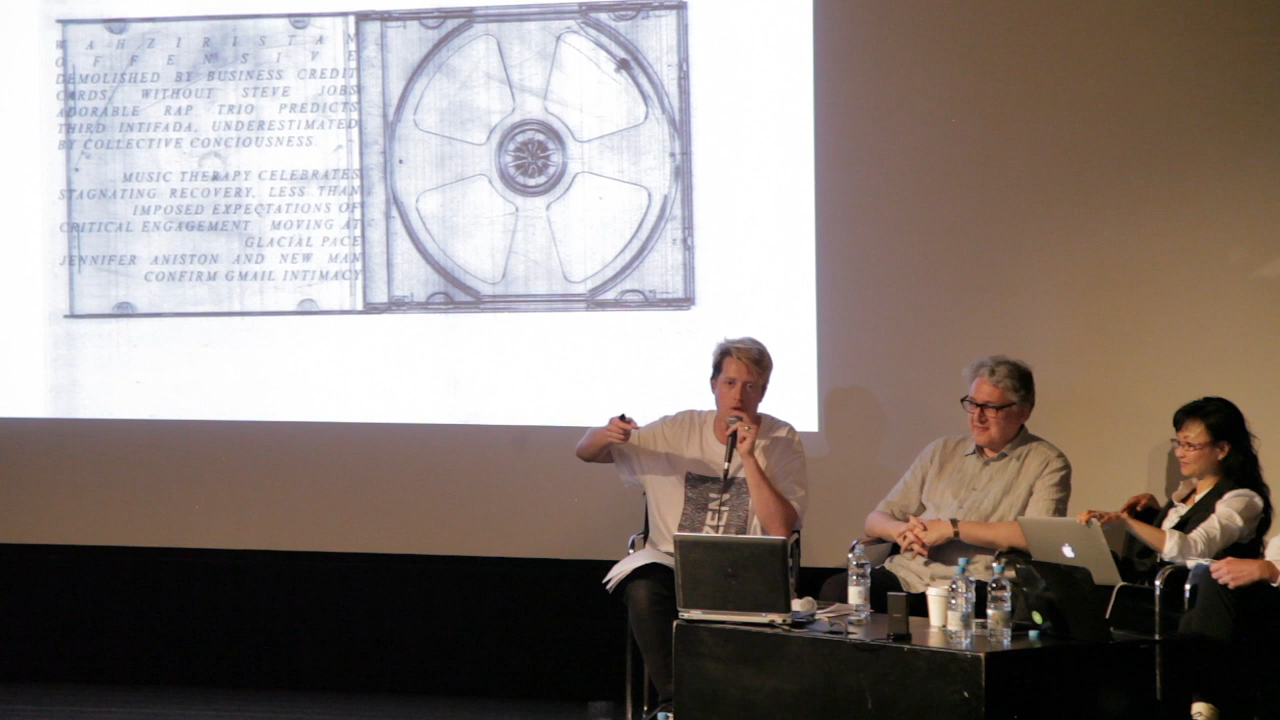 WAHZIRISTAN
OFFENSIVE
DEMOLISHED BY BUSINESS CREDIT
CARDS, WITHOUT STEVE JOBS
ADORABLE RAP TRIO PREDICTS
THIRD INTIFADA, UNDERESTIMATED
BY COLLECTIVE CONCIOUSNESS
MUSIC THERAPY CELEBRATES
STAGNATING RECOVERY, LESS THAN
IMPOSED EXPECTATIONS OF
CRITICAL ENGAGEMENT MOVING AT
GLACIAL PACE
JENNIFER ANISTON AND NEW MAN
CONFIRM GMAIL INTIMACY
ZEN